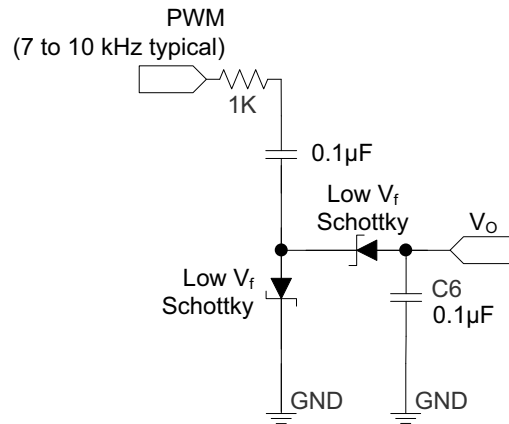 PWM
(7 to 10 kHz typical)
1K
0.1µF
Low Vf
Schottky
VO
Low Vf
Schottky
C6
0.1µF
GND
GND